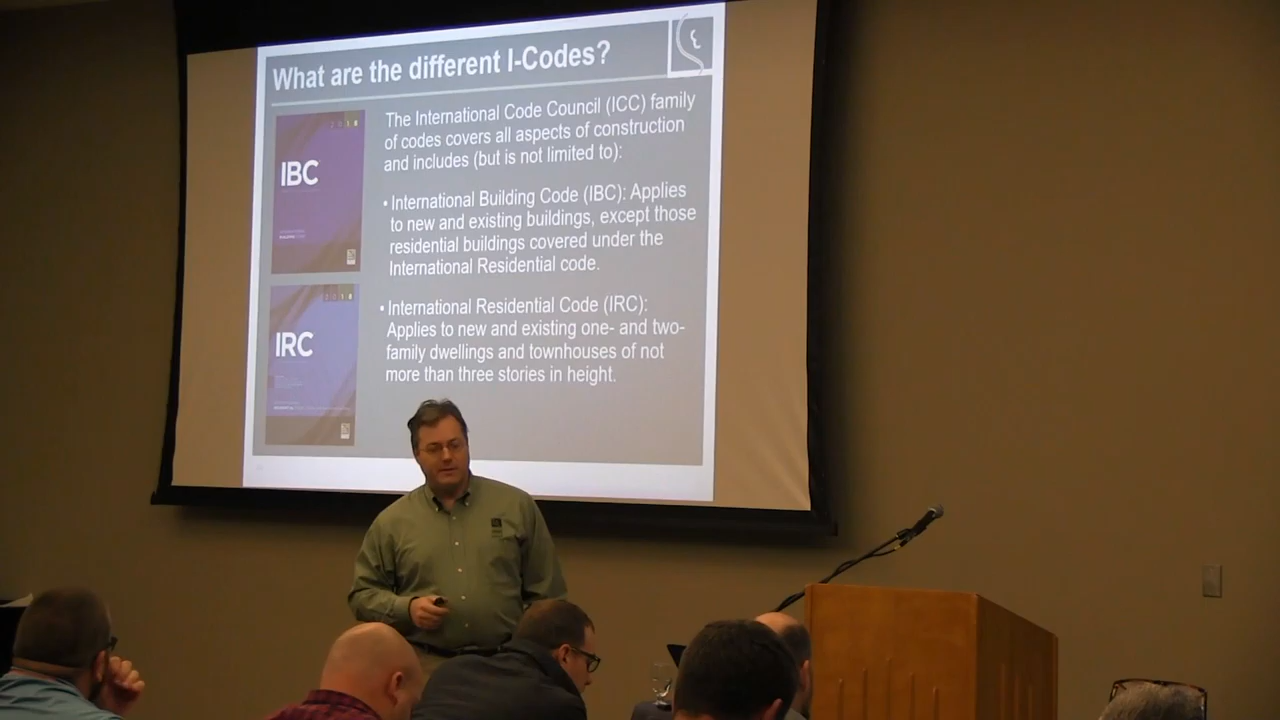 What are the different I-Codes?
The International Code Council (ICC) family
of codes covers all aspects of construction
and includes (but is not limited to):
2018
IBC
• International Building Code (IBC): Applies
to new and existing buildings, except those
residential buildings covered under the
International Residential code.
2018
IRC
• International Residential Code (IRC):
Applies to new and existing one- and two-
family dwellings and townhouses of not
more than three stories in height.